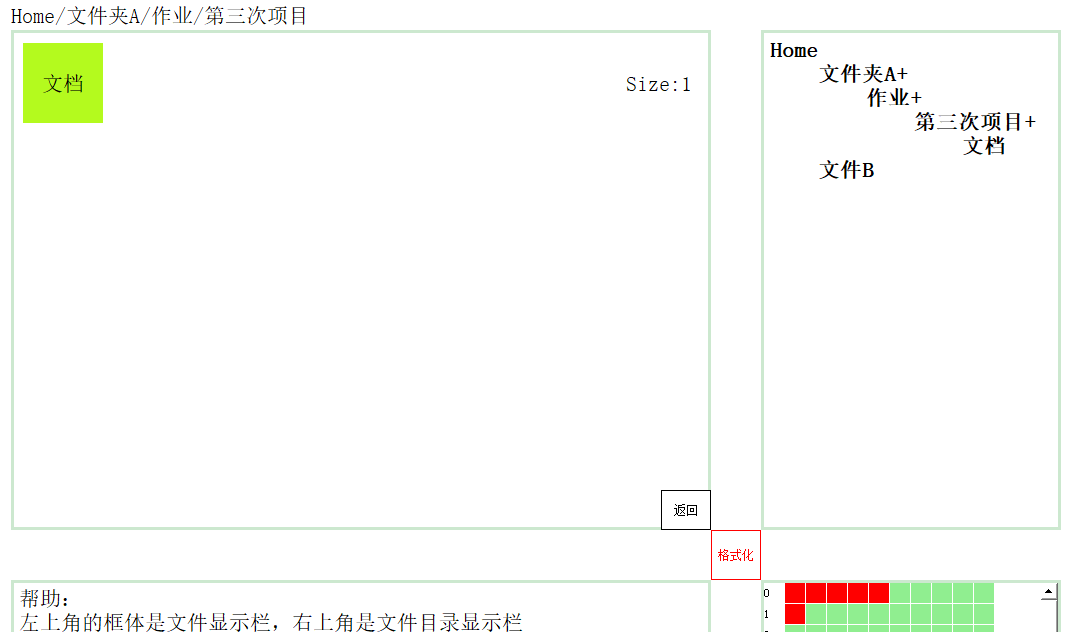 Home/文件夹A/作业/第三次项目
文档
Size:1
Home
文件夹A+
作业+
第三次项目+
文档
文件B
返回
格式化
帮助：
左上角的框体是文件显示栏，右上角是文件目录显示栏
0
1